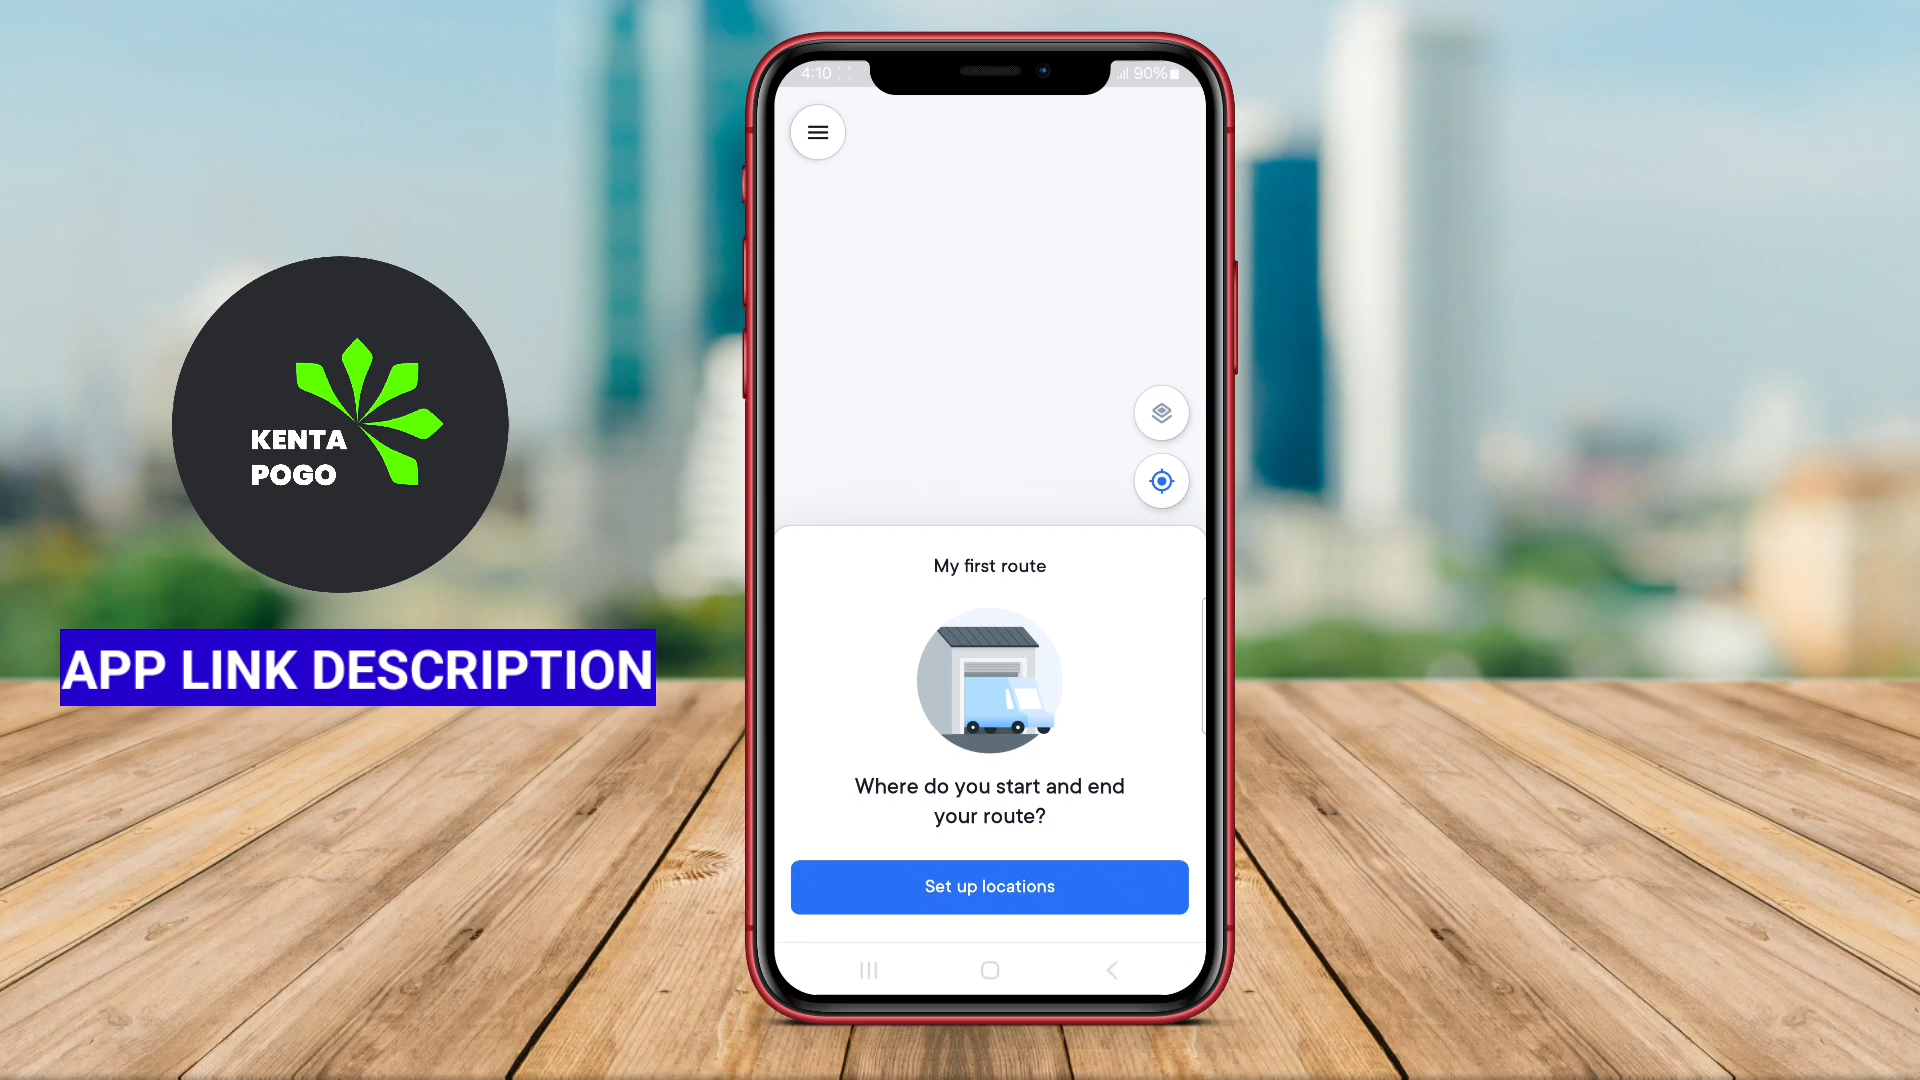 4:10
90%
KENTA
POGO
APP LINK DESCRIPTION
My first route
Where do you start and end
your route?
Set up locations